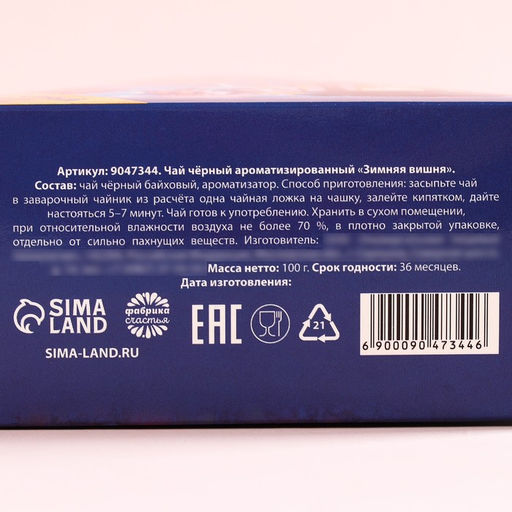 Артикул: 9047344. Чай чёрный ароматизированный «Зимняя вишня».
Состав: чай чёрный байховый, ароматизатор. Способ приготовления: засыпьте чай
в заварочный чайник из расчёта одна чайная ложка на чашку, залейте кипятком, дайте
настояться 5–7 минут. Чай готов к употреблению. Хранить в сухом помещении,
при относительной влажности воздуха не более 70 %, в плотно закрытой упаковке,
отдельно от сильно пахнущих веществ. Изготовитель:
Масса нетто: 100 г. Срок годности: 36 месяцев.
Дата изготовления:
SIMA
LAND
фабрика
счастья
EAC
21
SIMA-LAND.RU
6 900090 473446